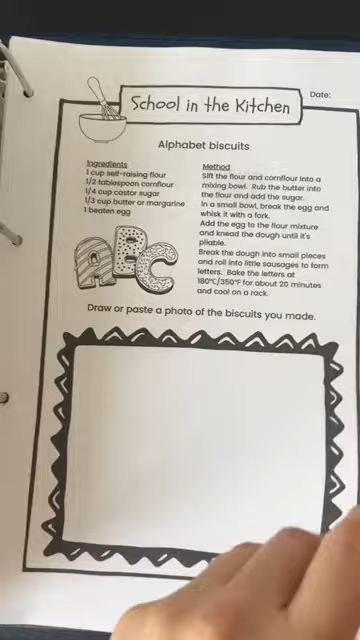 Date:
School in the Kitchen
Alphabet biscuits
Ingredients
1 cup self-raising flour
1/2 tablespoon cornflour
1/4 cup castor sugar
1/3 cup butter or margarine
1 beaten egg
Method
Sift the flour and cornflour into a
mixing bowl. Rub the butter into
the flour and add the sugar.
In a small bowl, break the egg and
whisk it with a fork.
Add the egg to the flour mixture
and knead the dough until it's
pliable.
Break the dough into small pieces
and roll into little sausages to form
letters. Bake the letters at
180°C/350°F for about 20 minutes
and cool on a rack.
ABC
Draw or paste a photo of the biscuits you made.